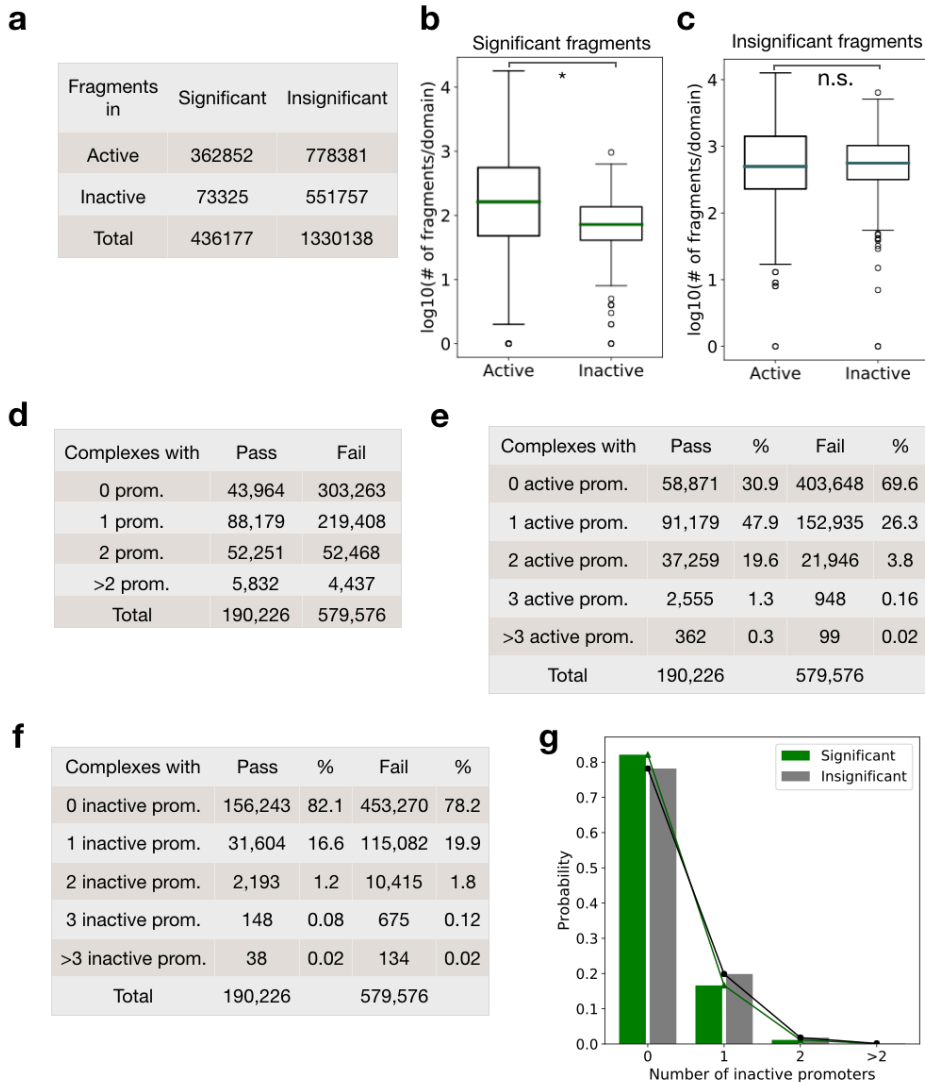 a
Fragments in Significant Insignificant
Active 362852 778381
Inactive 73325 551757
Total 436177 1330138
b
Significant fragments
*
log10(# of fragments/domain)
4
3
2
1
0
Active Inactive
c
Insignificant fragments
n.s.
log10(# of fragments/domain)
4
3
2
1
0
Active Inactive
d
Complexes with Pass Fail
0 prom. 43,964 303,263
1 prom. 88,179 219,408
2 prom. 52,251 52,468
>2 prom. 5,832 4,437
Total 190,226 579,576
e
Complexes with Pass % Fail %
0 active prom. 58,871 30.9 403,648 69.6
1 active prom. 91,179 47.9 152,935 26.3
2 active prom. 37,259 19.6 21,946 3.8
3 active prom. 2,555 1.3 948 0.16
>3 active prom. 362 0.3 99 0.02
Total 190,226 579,576
f
Complexes with Pass % Fail %
0 inactive prom. 156,243 82.1 453,270 78.2
1 inactive prom. 31,604 16.6 115,082 19.9
2 inactive prom. 2,193 1.2 10,415 1.8
3 inactive prom. 148 0.08 675 0.12
>3 inactive prom. 38 0.02 134 0.02
Total 190,226 579,576
g
Significant
Insignificant
Probability
0.8
0.7
0.6
0.5
0.4
0.3
0.2
0.1
0.0
0 1 2 >2
Number of inactive promoters